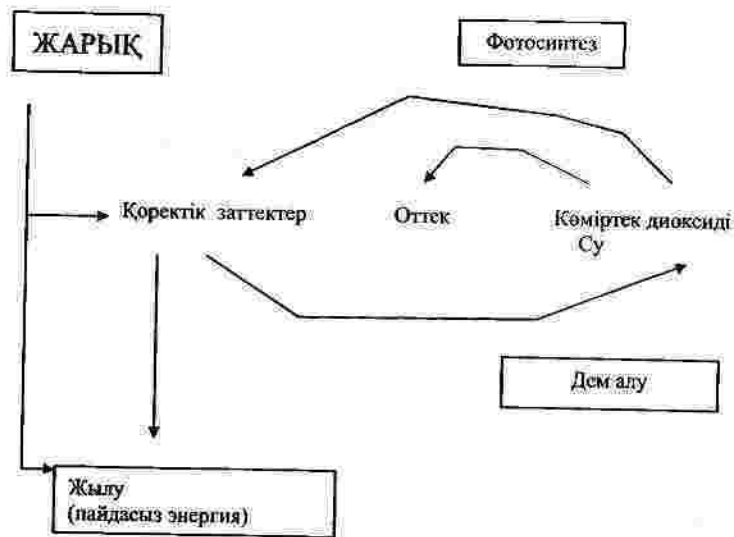 ЖАРЫҚ
Фотосинтез
Қоректік заттектер
Оттек
Көміртек диоксиді
Су
Дем алу
Жылу
(пайдасыз энергия)